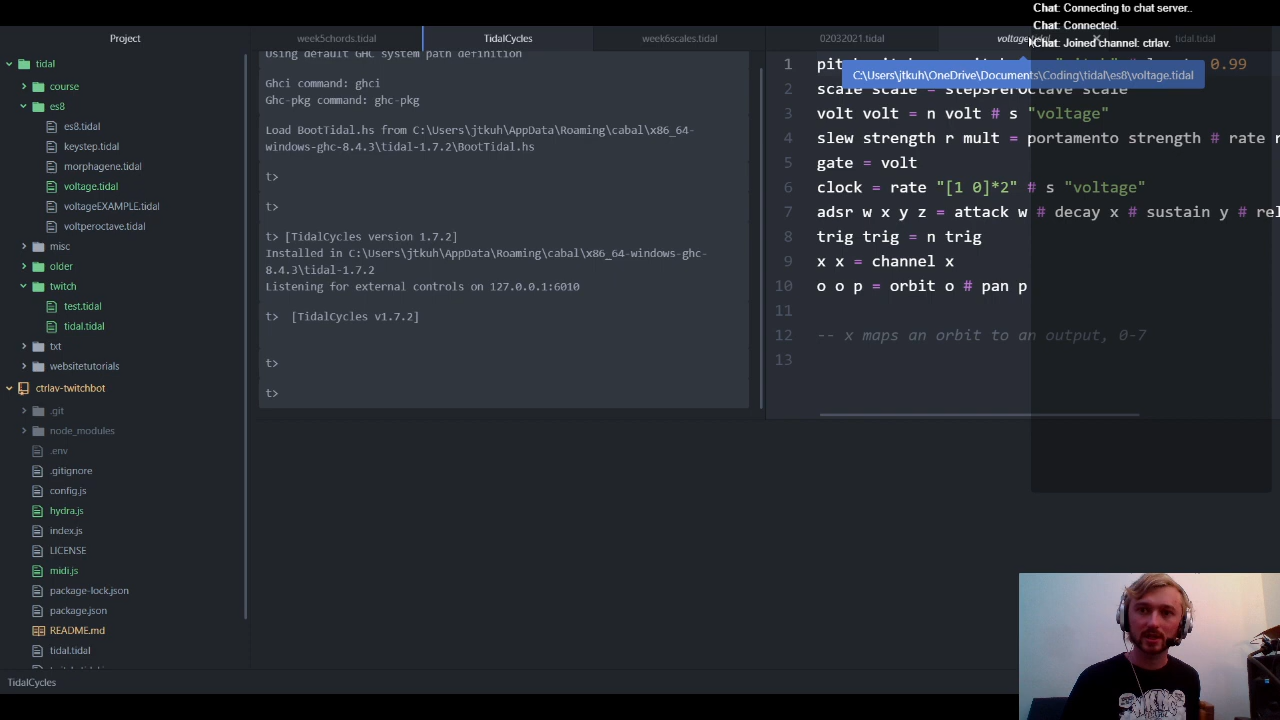 Chat: Connecting to chat server..
Chat: Connected.
Chat: Joined channel: ctrlav.
Project
week5chords.tidal
TidalCycles
week6scales.tidal
02032021.tidal
voltage.tidal
tidal.tidal
C:\Users\jtkuh\OneDrive\Documents\Coding\tidal\es8\voltage.tidal
tidal
course
es8
es8.tidal
keystep.tidal
morphagene.tidal
voltage.tidal
voltageEXAMPLE.tidal
voltperoctave.tidal
misc
older
twitch
test.tidal
tidal.tidal
txt
websitetutorials
ctrlav-twitchbot
.git
node_modules
.env
.gitignore
config.js
hydra.js
index.js
LICENSE
midi.js
package-lock.json
package.json
README.md
tidal.tidal
Using default GHC system path definition
Ghci command: ghci
Ghc-pkg command: ghc-pkg
Load BootTidal.hs from C:\Users\jtkuh\AppData\Roaming\cabal\x86_64-
windows-ghc-8.4.3\tidal-1.7.2\BootTidal.hs
t>
t>
t> [TidalCycles version 1.7.2]
Installed in C:\Users\jtkuh\AppData\Roaming\cabal\x86_64-windows-ghc-
8.4.3\tidal-1.7.2
Listening for external controls on 127.0.0.1:6010
t>  [TidalCycles v1.7.2]
t>
t>
1 0.99
2 scale scale = stepsPerOctave scale
3 volt volt = n volt # s "voltage"
4 slew strength r mult = portamento strength # rate
5 gate = volt
6 clock = rate "[1 0]*2" # s "voltage"
7 adsr w x y z = attack w # decay x # sustain y # rel
8 trig trig = n trig
9 x x = channel x
10 o o p = orbit o # pan p
11
12 -- x maps an orbit to an output, 0-7
13
TidalCycles